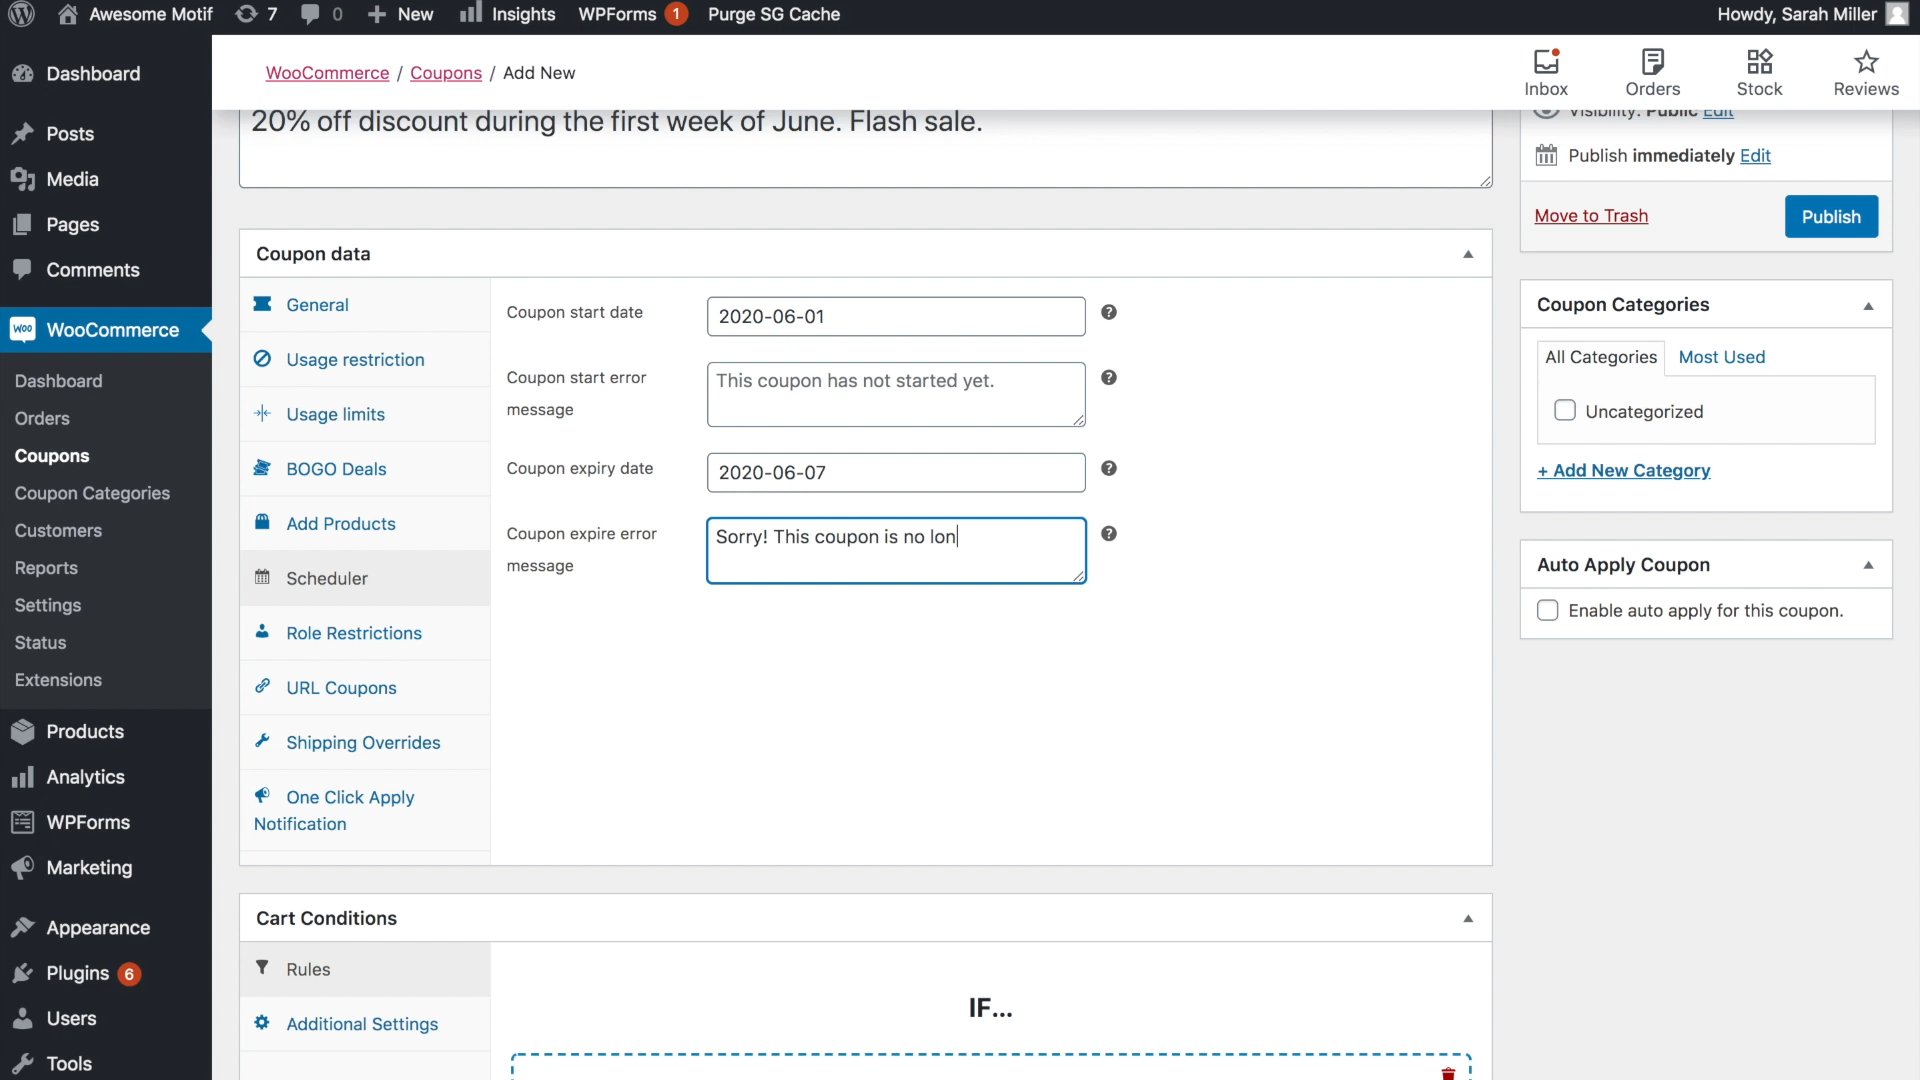 Awesome Motif
7
0
New
Insights
WPForms 1
Purge SG Cache
Howdy, Sarah Miller
Dashboard
Posts
Media
Pages
Comments
WOO WooCommerce
Dashboard
Orders
Coupons
Coupon Categories
Customers
Reports
Settings
Status
Extensions
Products
Analytics
WPForms
Marketing
Appearance
Plugins 6
Users
Tools
WooCommerce / Coupons / Add New
Inbox
Orders
Stock
Reviews
20% off discount during the first week of June. Flash sale.
Coupon data
General
Usage restriction
Usage limits
BOGO Deals
Add Products
Scheduler
Role Restrictions
URL Coupons
Shipping Overrides
One Click Apply
Notification
Coupon start date
2020-06-01
?
Coupon start error
message
This coupon has not started yet.
?
Coupon expiry date
2020-06-07
?
Coupon expire error
message
Sorry! This coupon is no lon
?
Cart Conditions
Rules
Additional Settings
IF...
Visibility: Public Edit
Publish immediately Edit
Move to Trash
Publish
Coupon Categories
All Categories
Most Used
Uncategorized
+ Add New Category
Auto Apply Coupon
Enable auto apply for this coupon.